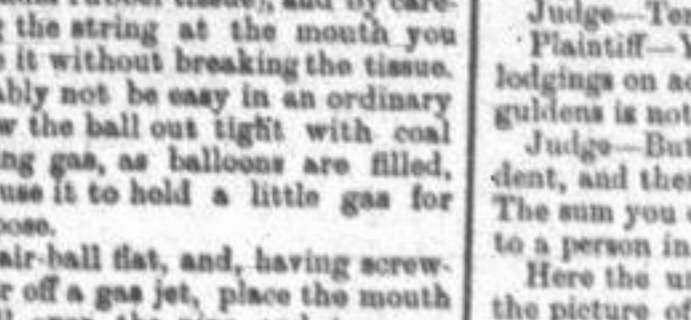 the string at the mouth you
it without breaking the tissue.
ably not be easy in an ordinary
w the ball out tight with coal
ng gas, as balloons are filled,
use it to hold a little gas for
pose.
air-ball flat, and, having screw-
r off a gas jet, place the mouth
Judge—Ten
Plaintiff—Y
lodgings on a
guldens is not
Judge—But
dent, and the
The sum you
to a person in
Here the u
the picture of